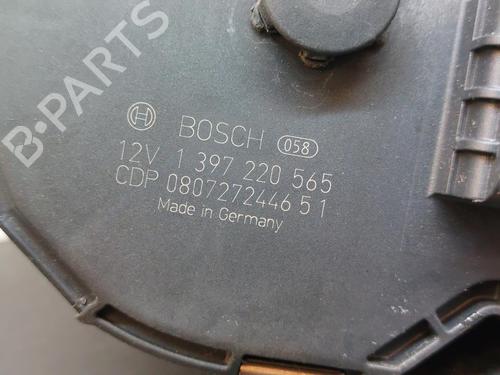 B-PARTS
BOSCH 058
12V 1 397 220 565
CDP 0807272446 5 1
Made in Germany